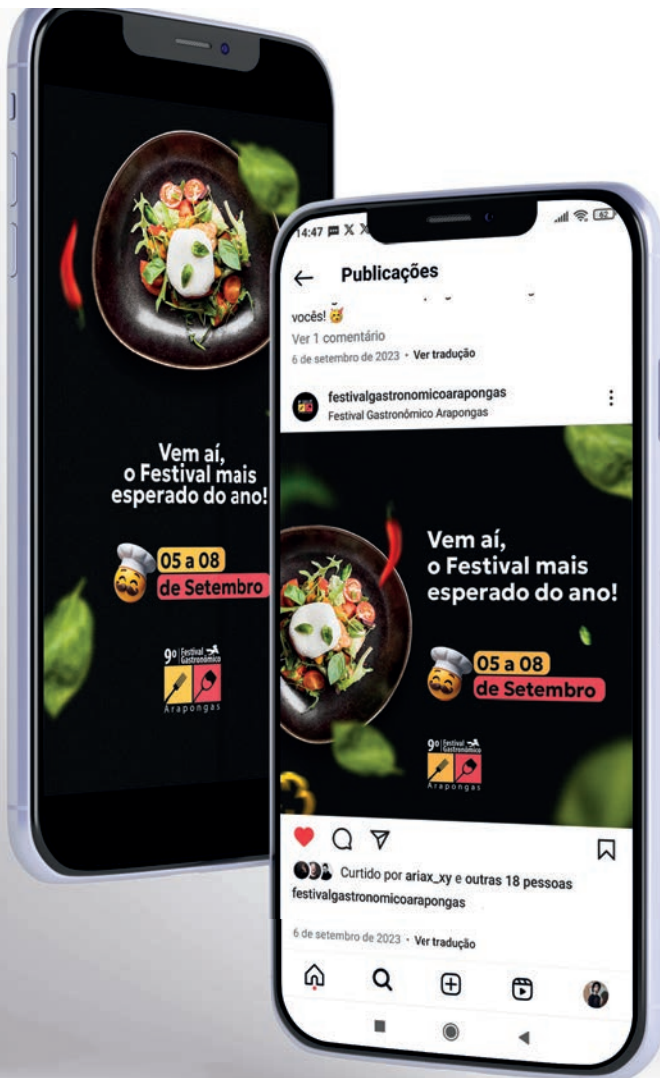 Vem aí,
o Festival mais
esperado do ano!
05 a 08
de Setembro
9º Festival
Gastronômico
Arapongas
14:47
62
Publicações
vocês! 🥳
Ver 1 comentário
6 de setembro de 2023 • Ver tradução
festivalgastronomicoarapongas
Festival Gastronômico Arapongas
Vem aí,
o Festival mais
esperado do ano!
05 a 08
de Setembro
9º Festival
Gastronômico
Arapongas
Curtido por ariax_xy e outras 18 pessoas
festivalgastronomicoarapongas
6 de setembro de 2023 • Ver tradução